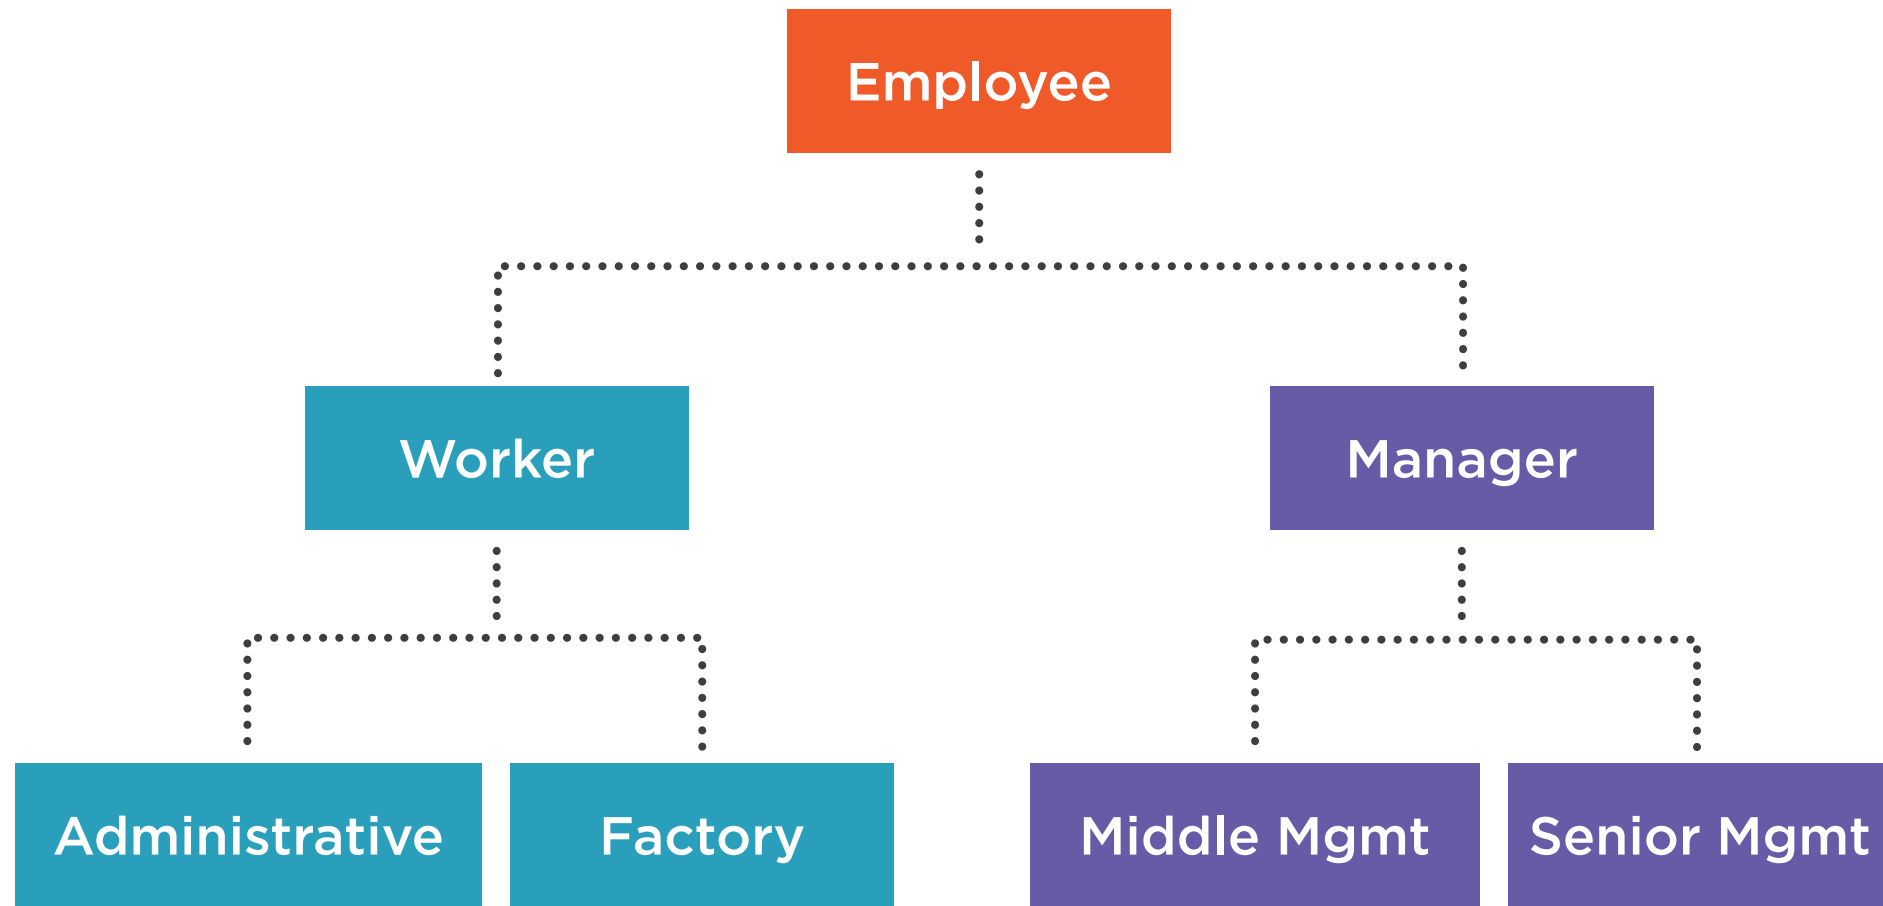 Employee
Worker
Manager
Administrative
Factory
Middle Mgmt
Senior Mgmt